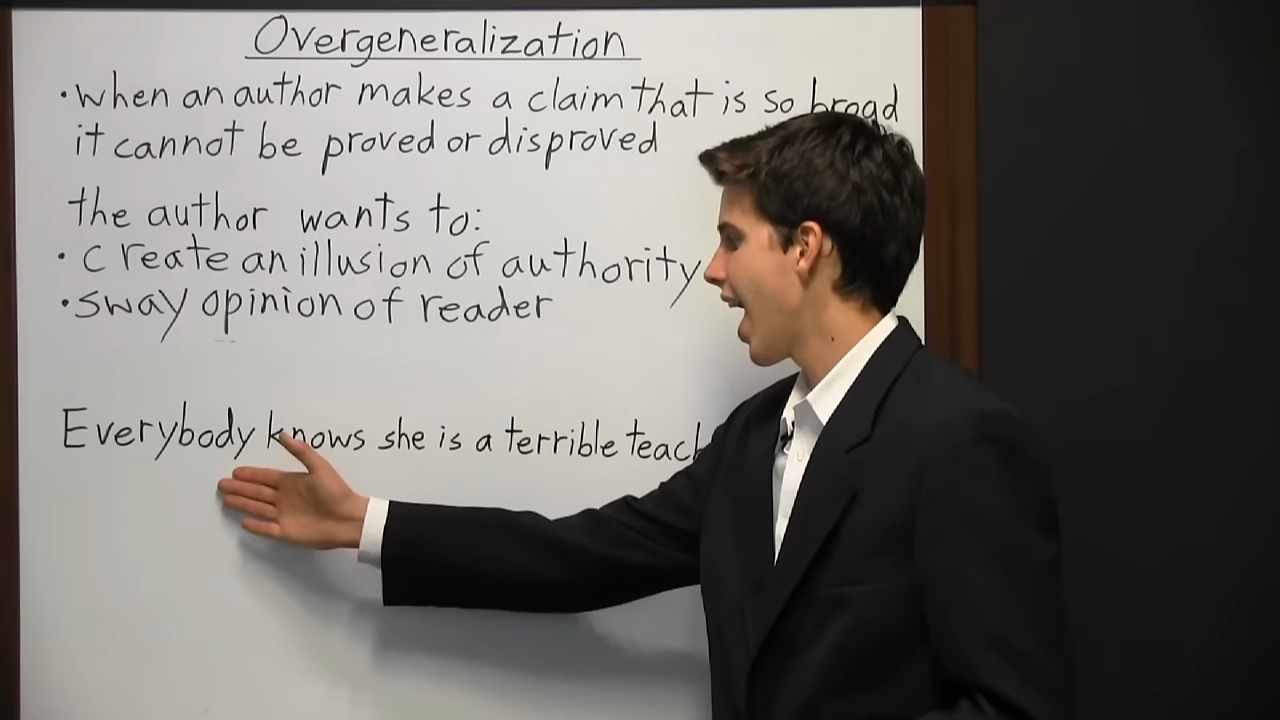 Overgeneralization
• when an author makes a claim that is so broad
it cannot be proved or disproved
the author wants to:
• create an illusion of authority
• sway opinion of reader
Everybody knows she is a terrible